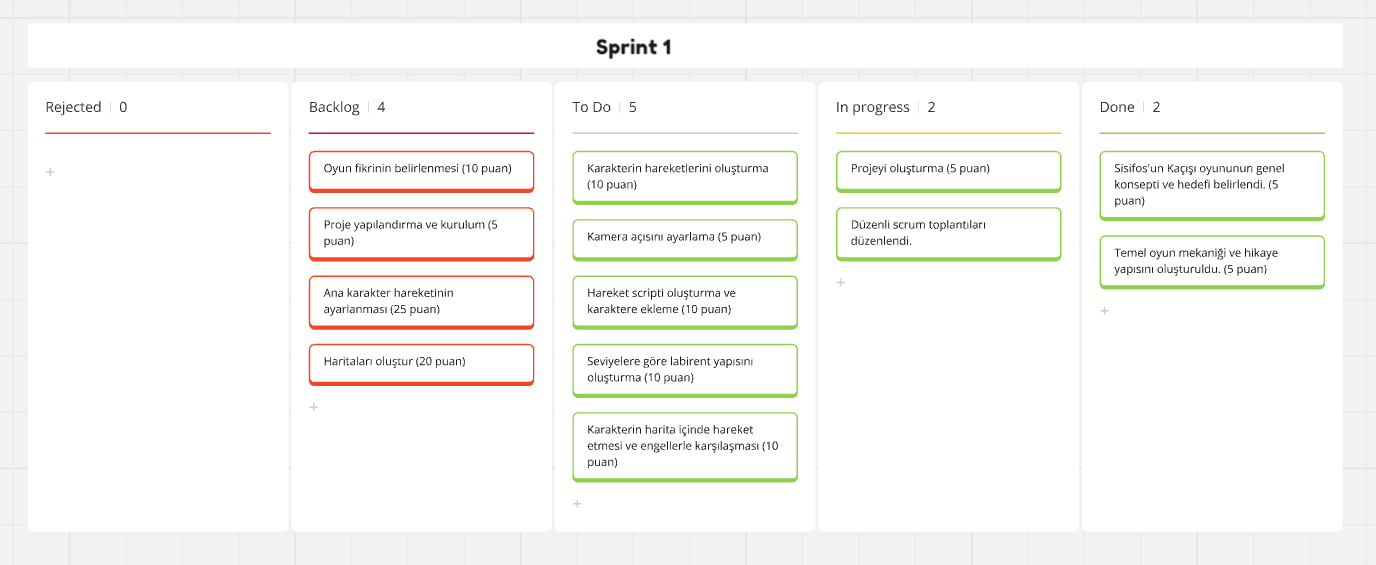 Sprint 1
Rejected | 0
+
Backlog | 4
Oyun fikrinin belirlenmesi (10 puan)
Proje yapılandırma ve kurulum (5
puan)
Ana karakter hareketinin
ayarlanması (25 puan)
Haritaları oluştur (20 puan)
+
To Do | 5
Karakterin hareketlerini oluşturma
(10 puan)
Kamera açısını ayarlama (5 puan)
Hareket scripti oluşturma ve
karaktere ekleme (10 puan)
Seviyelere göre labirent yapısını
oluşturma (10 puan)
Karakterin harita içinde hareket
etmesi ve engellerle karşılaşması (10
puan)
+
In progress | 2
Projeyi oluşturma (5 puan)
Düzenli scrum toplantıları
düzenlendi.
+
Done | 2
Sisifos'un Kaçışı oyununun genel
konsepti ve hedefi belirlendi. (5
puan)
Temel oyun mekaniği ve hikaye
yapısını oluşturuldu. (5 puan)
+